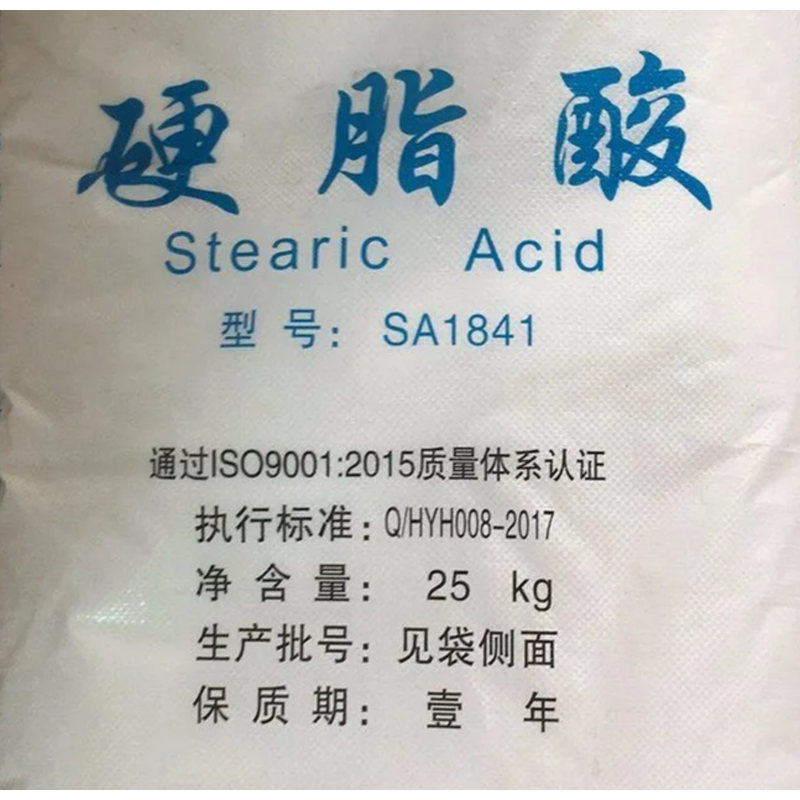 硬脂酸
Stearic Acid
型号：SA1841
通过ISO9001:2015质量体系认证
执行标准：Q/HYH008-2017
净含量：25 kg
生产批号：见袋侧面
保质期：壹年